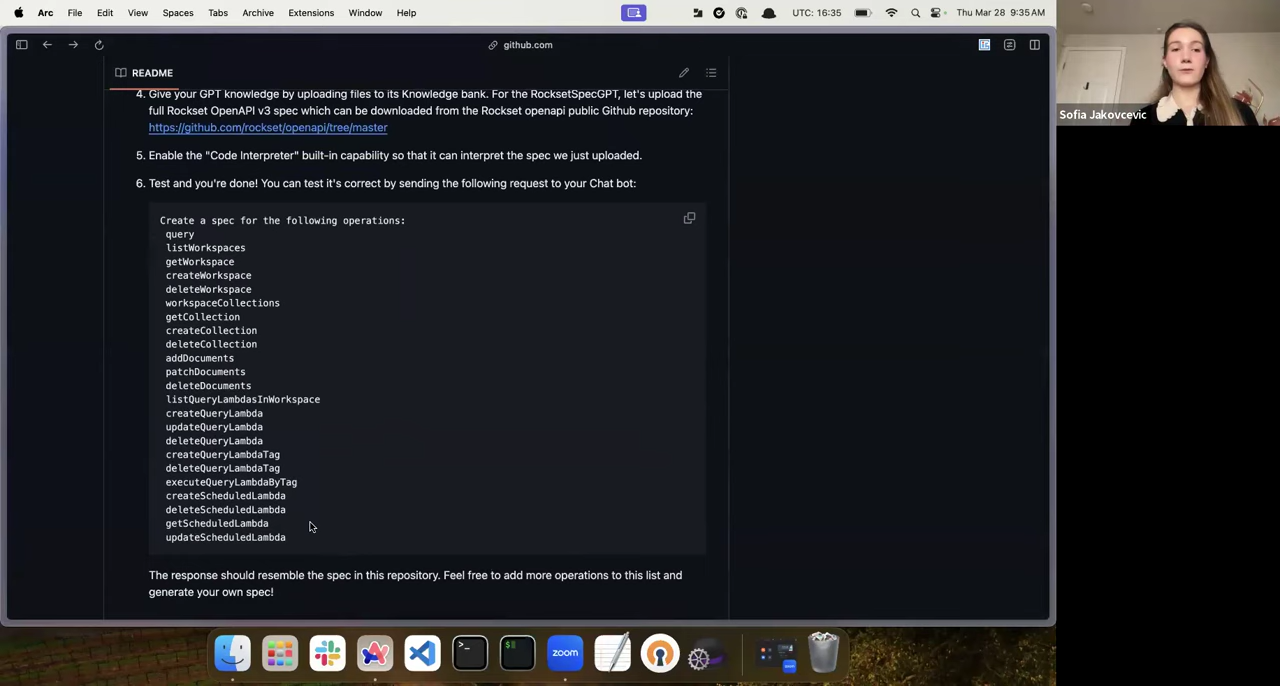 Arc File Edit View Spaces Tabs Archive Extensions Window Help UTC: 16:35 Thu Mar 28 9:35 AM
github.com
README
4. Give your GPT knowledge by uploading files to its Knowledge bank. For the RocksetSpecGPT, let's upload the
full Rockset OpenAPI v3 spec which can be downloaded from the Rockset openapi public Github repository:
https://github.com/rockset/openapi/tree/master
5. Enable the "Code Interpreter" built-in capability so that it can interpret the spec we just uploaded.
6. Test and you're done! You can test it's correct by sending the following request to your Chat bot:
Create a spec for the following operations:
query
listWorkspaces
getWorkspace
createWorkspace
deleteWorkspace
workspaceCollections
getCollection
createCollection
deleteCollection
addDocuments
patchDocuments
deleteDocuments
listQueryLambdasInWorkspace
createQueryLambda
updateQueryLambda
deleteQueryLambda
createQueryLambdaTag
deleteQueryLambdaTag
executeQueryLambdaByTag
createScheduledLambda
deleteScheduledLambda
getScheduledLambda
updateScheduledLambda
The response should resemble the spec in this repository. Feel free to add more operations to this list and
generate your own spec!
Sofia Jakovcevic
zoom